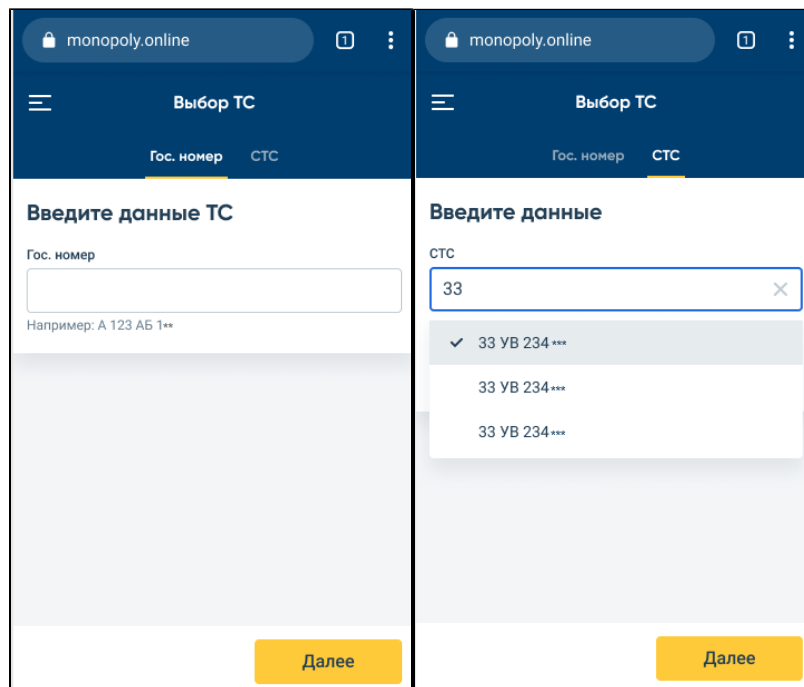 monopoly.online
1
Выбор ТС
Гос. номер
СТС
Введите данные ТС
Гос. номер
Например: А 123 АБ 1**
Далее
monopoly.online
1
Выбор ТС
Гос. номер
СТС
Введите данные
СТС
33
33 УВ 234***
33 УВ 234***
33 УВ 234***
Далее